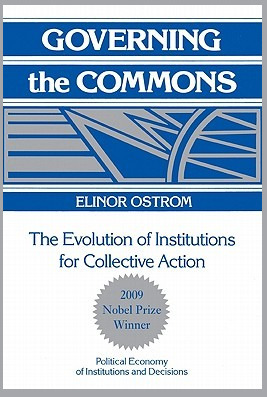 GOVERNING
the COMMONS
ELINOR OSTROM
The Evolution of Institutions
for Collective Action
2009
Nobel Prize
Winner
Political Economy
of Institutions and Decisions